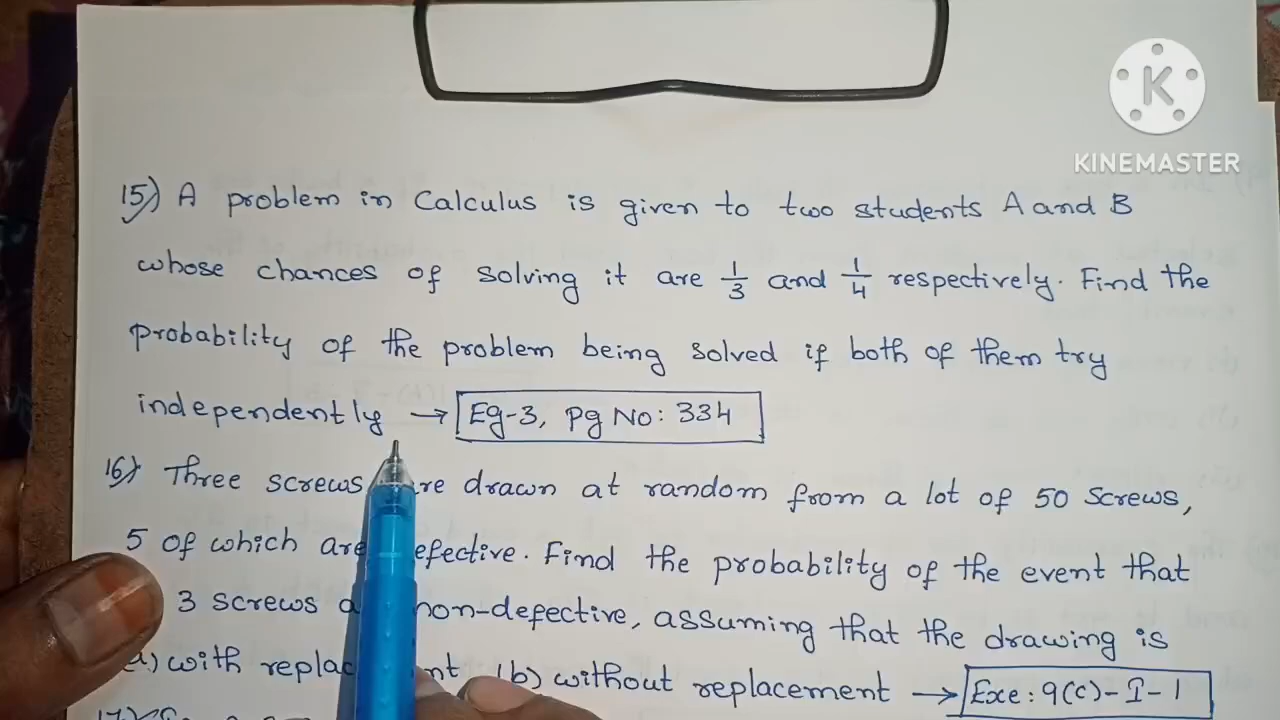 K
KINEMASTER
15) A problem in Calculus is given to two students A and B
whose chances of solving it are 1/3 and 1/4 respectively. Find the
probability of the problem being solved if both of them try
independently → Eg-3, Pg No: 334
16) Three screws are drawn at random from a lot of 50 screws,
5 of which are defective. Find the probability of the event that
3 screws are non-defective, assuming that the drawing is
a) with replacement (b) without replacement → Exe: 9(c)-I-1
17)